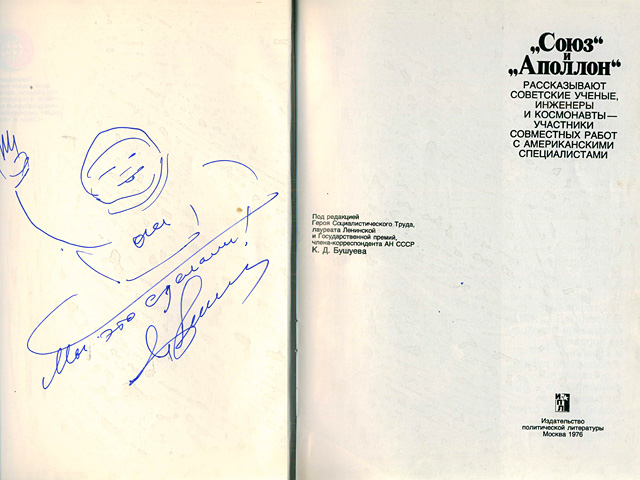 Мы это сделали!
„Союз“
и
„Аполлон“
РАССКАЗЫВАЮТ
СОВЕТСКИЕ УЧЕНЫЕ,
ИНЖЕНЕРЫ
И КОСМОНАВТЫ—
УЧАСТНИКИ
СОВМЕСТНЫХ РАБОТ
С АМЕРИКАНСКИМИ
СПЕЦИАЛИСТАМИ
Под редакцией
Героя Социалистического Труда,
лауреата Ленинской
и Государственной премий,
члена-корреспондента АН СССР
К. Д. Бушуева
Издательство
политической литературы
Москва 1976